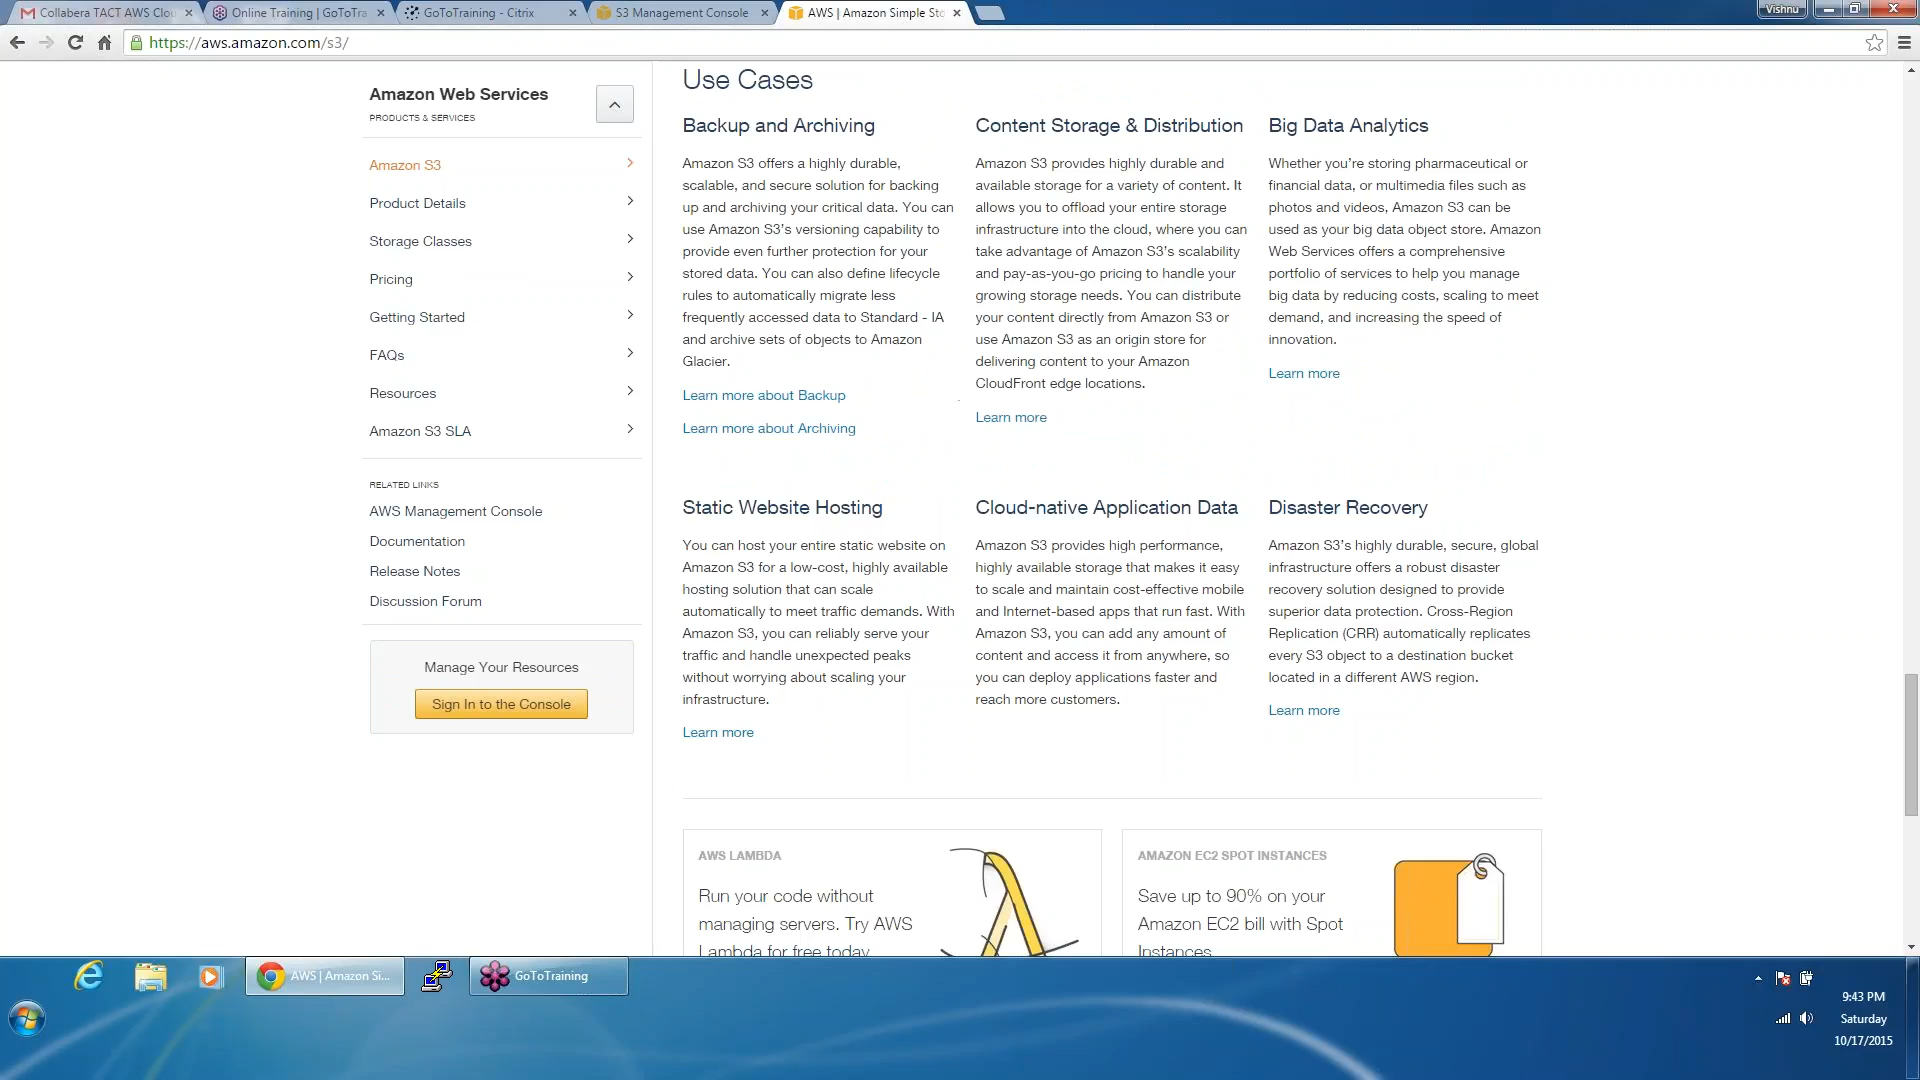 Collabera TACT AWS Clou
Online Training | GoToTra
GoToTraining - Citrix
S3 Management Console
AWS | Amazon Simple Sto
Vishnu
https://aws.amazon.com/s3/
Amazon Web Services
PRODUCTS & SERVICES
Amazon S3
Product Details
Storage Classes
Pricing
Getting Started
FAQs
Resources
Amazon S3 SLA
RELATED LINKS
AWS Management Console
Documentation
Release Notes
Discussion Forum
Manage Your Resources
Sign In to the Console
Use Cases
Backup and Archiving
Amazon S3 offers a highly durable,
scalable, and secure solution for backing
up and archiving your critical data. You can
use Amazon S3’s versioning capability to
provide even further protection for your
stored data. You can also define lifecycle
rules to automatically migrate less
frequently accessed data to Standard - IA
and archive sets of objects to Amazon
Glacier.
Learn more about Backup
Learn more about Archiving
Content Storage & Distribution
Amazon S3 provides highly durable and
available storage for a variety of content. It
allows you to offload your entire storage
infrastructure into the cloud, where you can
take advantage of Amazon S3’s scalability
and pay-as-you-go pricing to handle your
growing storage needs. You can distribute
your content directly from Amazon S3 or
use Amazon S3 as an origin store for
delivering content to your Amazon
CloudFront edge locations.
Learn more
Big Data Analytics
Whether you’re storing pharmaceutical or
financial data, or multimedia files such as
photos and videos, Amazon S3 can be
used as your big data object store. Amazon
Web Services offers a comprehensive
portfolio of services to help you manage
big data by reducing costs, scaling to meet
demand, and increasing the speed of
innovation.
Learn more
Static Website Hosting
You can host your entire static website on
Amazon S3 for a low-cost, highly available
hosting solution that can scale
automatically to meet traffic demands. With
Amazon S3, you can reliably serve your
traffic and handle unexpected peaks
without worrying about scaling your
infrastructure.
Learn more
Cloud-native Application Data
Amazon S3 provides high performance,
highly available storage that makes it easy
to scale and maintain cost-effective mobile
and Internet-based apps that run fast. With
Amazon S3, you can add any amount of
content and access it from anywhere, so
you can deploy applications faster and
reach more customers.
Disaster Recovery
Amazon S3’s highly durable, secure, global
infrastructure offers a robust disaster
recovery solution designed to provide
superior data protection. Cross-Region
Replication (CRR) automatically replicates
every S3 object to a destination bucket
located in a different AWS region.
Learn more
AWS LAMBDA
Run your code without
managing servers. Try AWS
Lambda for free today
AMAZON EC2 SPOT INSTANCES
Save up to 90% on your
Amazon EC2 bill with Spot
Instances
AWS | Amazon Si...
GoToTraining
9:43 PM
Saturday
10/17/2015